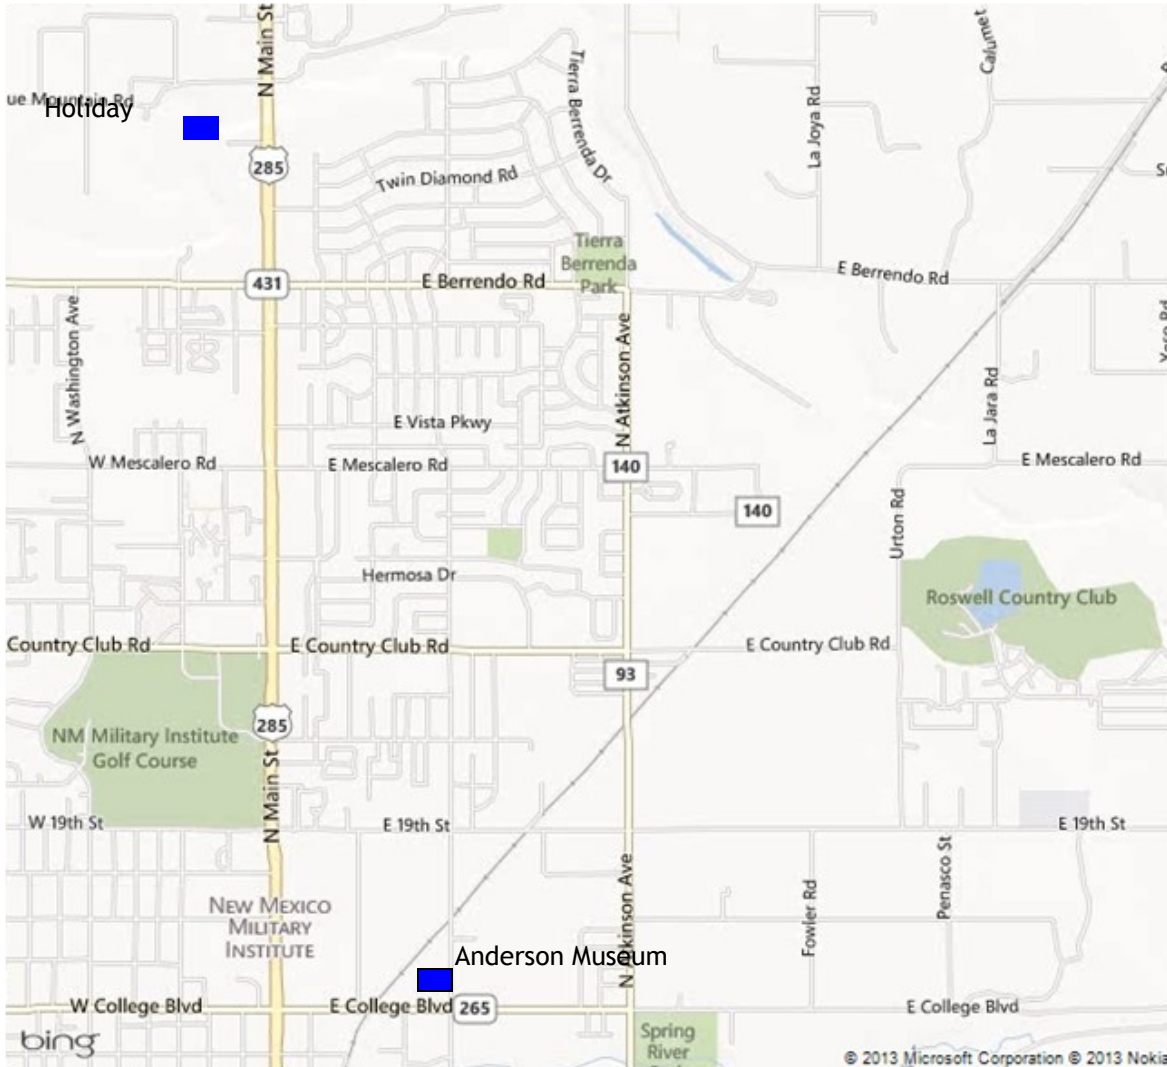 N Main St
Calumet
ue Mountain Rd
Holiday
285
Tierra Berrenda Dr
La Joya Rd
Twin Diamond Rd
Tierra
Berrenda
Park
431
E Berrendo Rd
E Berrendo Rd
N Washington Ave
N Atkinson Ave
La Jara Rd
E Vista Pkwy
W Mescalero Rd
E Mescalero Rd
140
E Mescalero Rd
140
Urton Rd
Hermosa Dr
Roswell Country Club
Country Club Rd
E Country Club Rd
E Country Club Rd
93
285
NM Military Institute
Golf Course
N Main St
W 19th St
E 19th St
E 19th St
Penasco St
Fowler Rd
N Atkinson Ave
NEW MEXICO
MILITARY
INSTITUTE
Anderson Museum
W College Blvd
E College Blvd
265
E College Blvd
Spring
River
bing
© 2013 Microsoft Corporation © 2013 Nokia